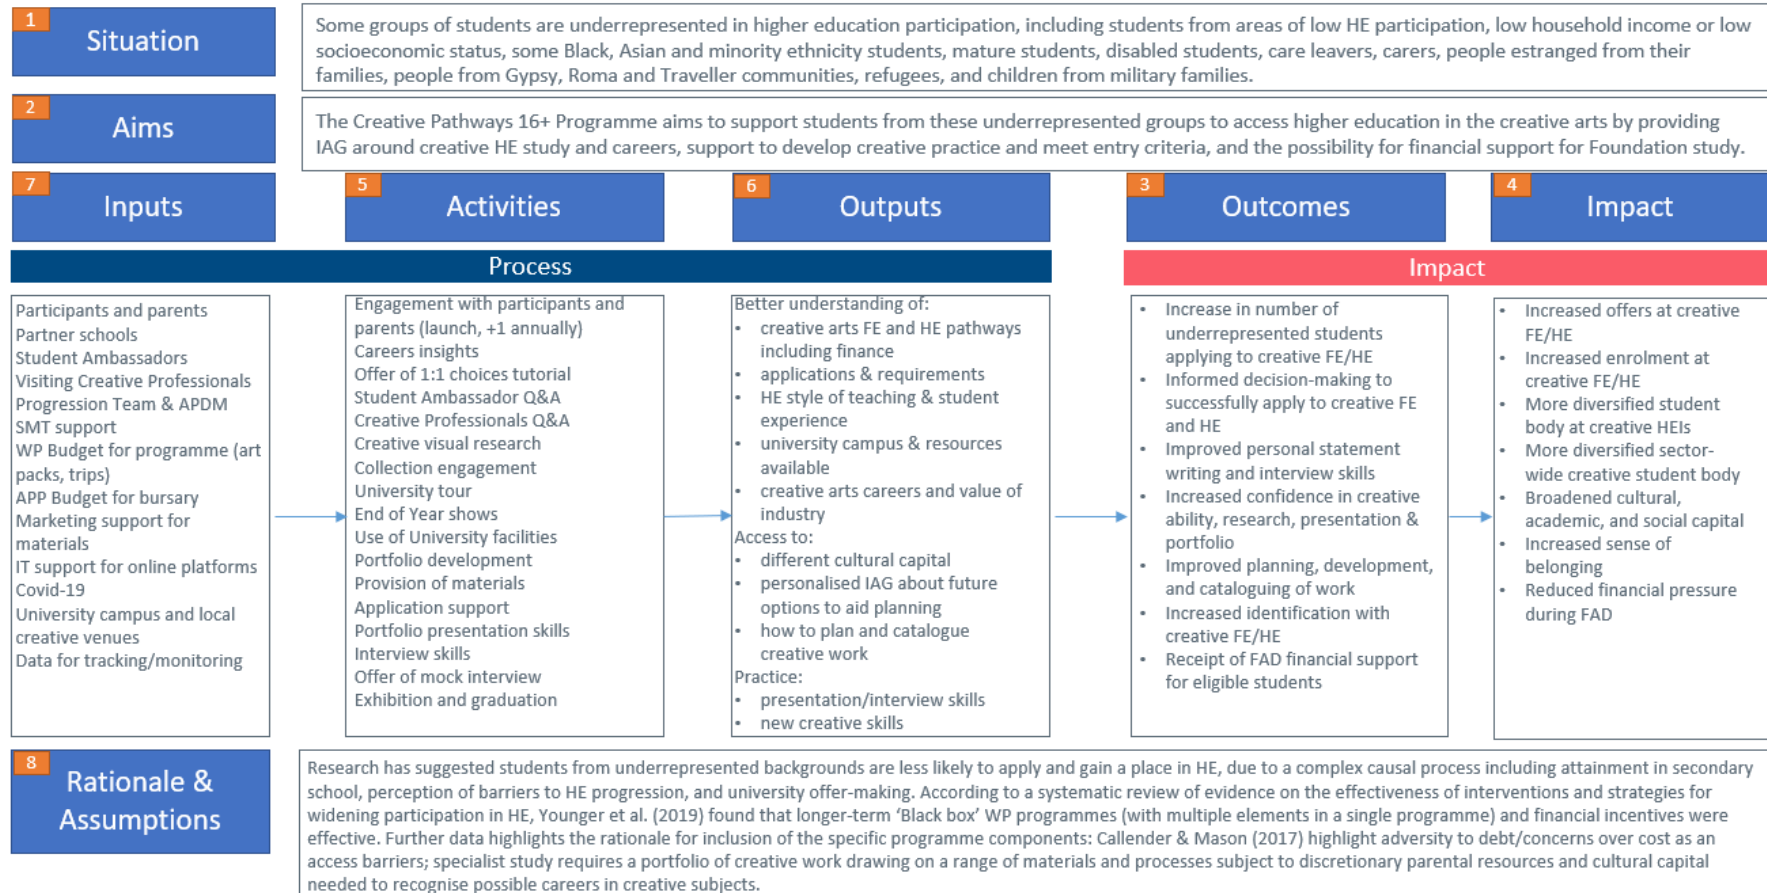 1
Situation
Some groups of students are underrepresented in higher education participation, including students from areas of low HE participation, low household income or low
socioeconomic status, some Black, Asian and minority ethnicity students, mature students, disabled students, care leavers, carers, people estranged from their
families, people from Gypsy, Roma and Traveller communities, refugees, and children from military families.
2
Aims
The Creative Pathways 16+ Programme aims to support students from these underrepresented groups to access higher education in the creative arts by providing
IAG around creative HE study and careers, support to develop creative practice and meet entry criteria, and the possibility for financial support for Foundation study.
7
Inputs
5
Activities
6
Outputs
3
Outcomes
4
Impact
Process
Impact
Participants and parents
Partner schools
Student Ambassadors
Visiting Creative Professionals
Progression Team & APDM
SMT support
WP Budget for programme (art
packs, trips)
APP Budget for bursary
Marketing support for
materials
IT support for online platforms
Covid-19
University campus and local
creative venues
Data for tracking/monitoring
Engagement with participants and
parents (launch, +1 annually)
Careers insights
Offer of 1:1 choices tutorial
Student Ambassador Q&A
Creative Professionals Q&A
Creative visual research
Collection engagement
University tour
End of Year shows
Use of University facilities
Portfolio development
Provision of materials
Application support
Portfolio presentation skills
Interview skills
Offer of mock interview
Exhibition and graduation
Better understanding of:
• creative arts FE and HE pathways
including finance
• applications & requirements
• HE style of teaching & student
experience
• university campus & resources
available
• creative arts careers and value of
industry
Access to:
• different cultural capital
• personalised IAG about future
options to aid planning
• how to plan and catalogue
creative work
Practice:
• presentation/interview skills
• new creative skills
• Increase in number of
underrepresented students
applying to creative FE/HE
• Informed decision-making to
successfully apply to creative FE
and HE
• Improved personal statement
writing and interview skills
• Increased confidence in creative
ability, research, presentation &
portfolio
• Improved planning, development,
and cataloguing of work
• Increased identification with
creative FE/HE
• Receipt of FAD financial support
for eligible students
• Increased offers at creative
FE/HE
• Increased enrolment at
creative FE/HE
• More diversified student
body at creative HEIs
• More diversified sector-
wide creative student body
• Broadened cultural,
academic, and social capital
• Increased sense of
belonging
• Reduced financial pressure
during FAD
8
Rationale &
Assumptions
Research has suggested students from underrepresented backgrounds are less likely to apply and gain a place in HE, due to a complex causal process including attainment in secondary
school, perception of barriers to HE progression, and university offer-making. According to a systematic review of evidence on the effectiveness of interventions and strategies for
widening participation in HE, Younger et al. (2019) found that longer-term ‘Black box’ WP programmes (with multiple elements in a single programme) and financial incentives were
effective. Further data highlights the rationale for inclusion of the specific programme components: Callender & Mason (2017) highlight adversity to debt/concerns over cost as an
access barriers; specialist study requires a portfolio of creative work drawing on a range of materials and processes subject to discretionary parental resources and cultural capital
needed to recognise possible careers in creative subjects.